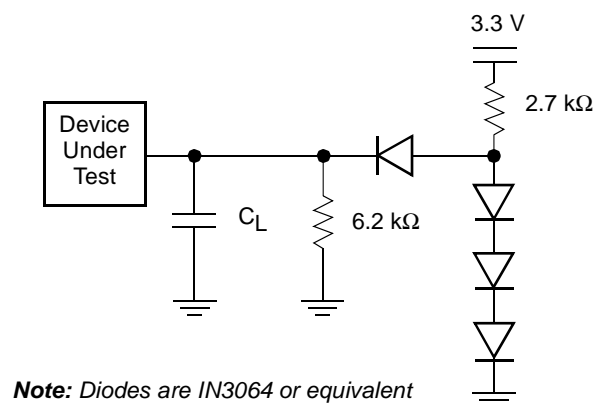 3.3 V
2.7 kΩ
Device
Under
Test
CL
6.2 kΩ
Note: Diodes are IN3064 or equivalent